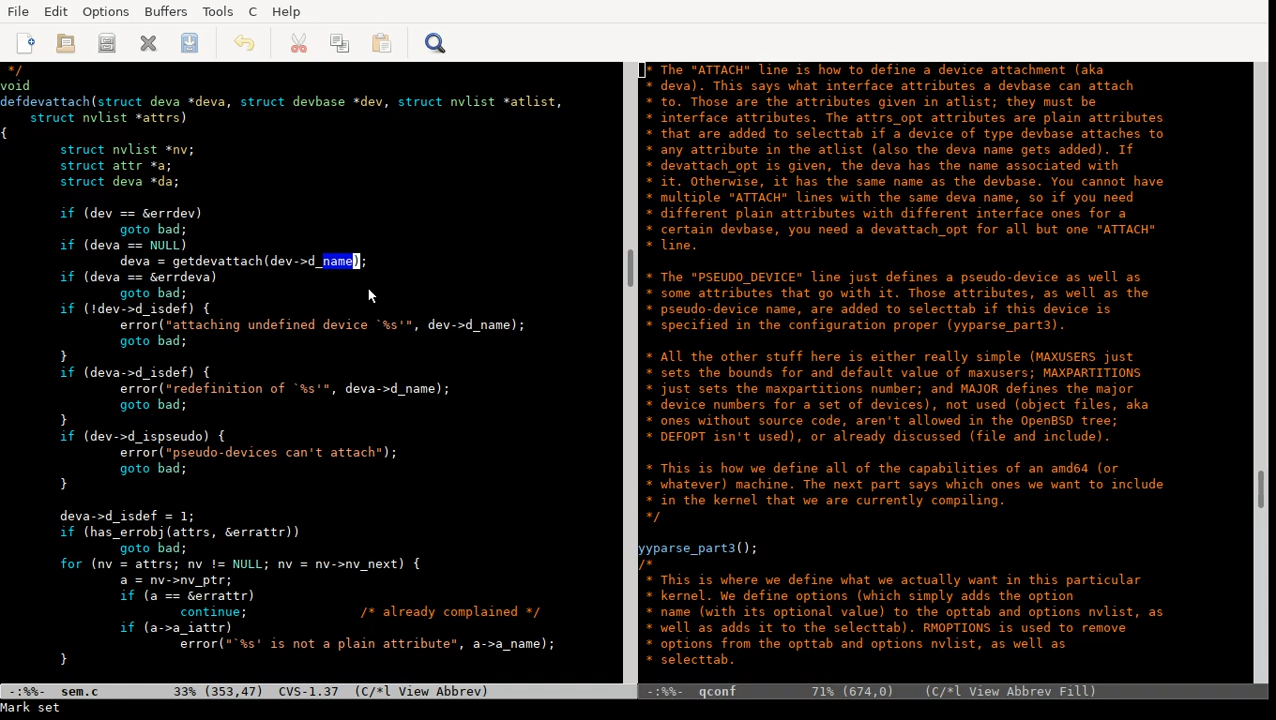 File Edit Options Buffers Tools C Help
 */
void
defdevattach(struct deva *deva, struct devbase *dev, struct nvlist *atlist,
    struct nvlist *attrs)
{
        struct nvlist *nv;
        struct attr *a;
        struct deva *da;
        if (dev == &errdev)
                goto bad;
        if (deva == NULL)
                deva = getdevattach(dev->d_name);
        if (deva == &errdeva)
                goto bad;
        if (!dev->d_isdef) {
                error("attaching undefined device `%s'", dev->d_name);
                goto bad;
        }
        if (deva->d_isdef) {
                error("redefinition of `%s'", deva->d_name);
                goto bad;
        }
        if (dev->d_ispseudo) {
                error("pseudo-devices can't attach");
                goto bad;
        }
        deva->d_isdef = 1;
        if (has_errobj(attrs, &errattr))
                goto bad;
        for (nv = attrs; nv != NULL; nv = nv->nv_next) {
                a = nv->nv_ptr;
                if (a == &errattr)
                        continue;               /* already complained */
                if (a->a_iattr)
                        error("`%s' is not a plain attribute", a->a_name);
        }
-:%%-  sem.c          33% (353,47)   CVS-1.37  (C/*l View Abbrev)
 * The "ATTACH" line is how to define a device attachment (aka
 * deva). This says what interface attributes a devbase can attach
 * to. Those are the attributes given in atlist; they must be
 * interface attributes. The attrs_opt attributes are plain attributes
 * that are added to selecttab if a device of type devbase attaches to
 * any attribute in the atlist (also the deva name gets added). If
 * devattach_opt is given, the deva has the name associated with
 * it. Otherwise, it has the same name as the devbase. You cannot have
 * multiple "ATTACH" lines with the same deva name, so if you need
 * different plain attributes with different interface ones for a
 * certain devbase, you need a devattach_opt for all but one "ATTACH"
 * line.
 * The "PSEUDO_DEVICE" line just defines a pseudo-device as well as
 * some attributes that go with it. Those attributes, as well as the
 * pseudo-device name, are added to selecttab if this device is
 * specified in the configuration proper (yyparse_part3).
 * All the other stuff here is either really simple (MAXUSERS just
 * sets the bounds for and default value of maxusers; MAXPARTITIONS
 * just sets the maxpartitions number; and MAJOR defines the major
 * device numbers for a set of devices), not used (object files, aka
 * ones without source code, aren't allowed in the OpenBSD tree;
 * DEFOPT isn't used), or already discussed (file and include).
 * This is how we define all of the capabilities of an amd64 (or
 * whatever) machine. The next part says which ones we want to include
 * in the kernel that we are currently compiling.
 */
yyparse_part3();
/*
 * This is where we define what we actually want in this particular
 * kernel. We define options (which simply adds the option
 * name (with its optional value) to the opttab and options nvlist, as
 * well as adds it to the selecttab). RMOPTIONS is used to remove
 * options from the opttab and options nvlist, as well as
 * selecttab.
-:%%-  qconf          71% (674,0)    (C/*l View Abbrev Fill)
Mark set